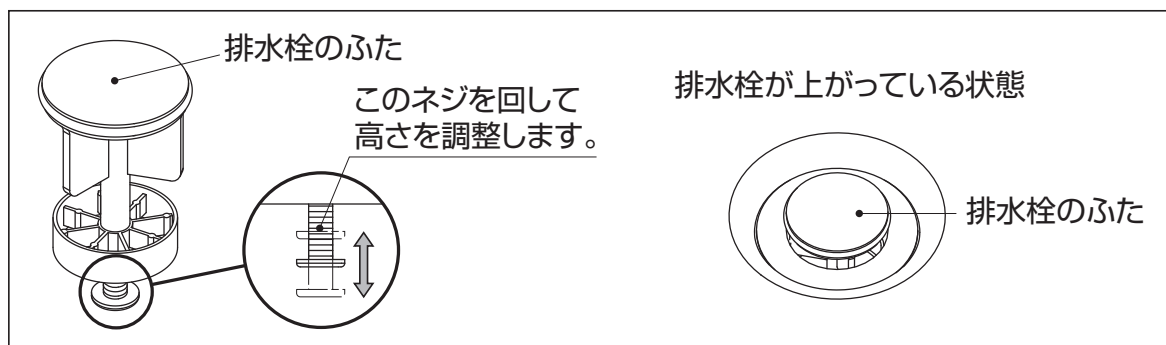 排水栓のふた
このネジを回して
高さを調整します。
排水栓が上がっている状態
排水栓のふた